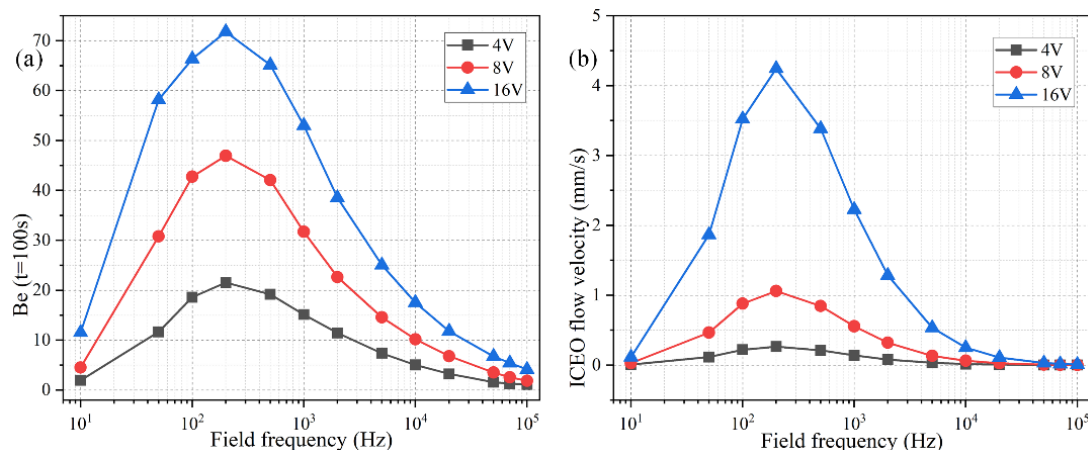 (a)
Be (t=100s)
70
60
50
40
30
20
10
0
10¹ 10² 10³ 10⁴ 10⁵
Field frequency (Hz)
4V
8V
16V
(b)
ICEO flow velocity (mm/s)
5
4
3
2
1
0
10¹ 10² 10³ 10⁴ 10⁵
Field frequency (Hz)
4V
8V
16V